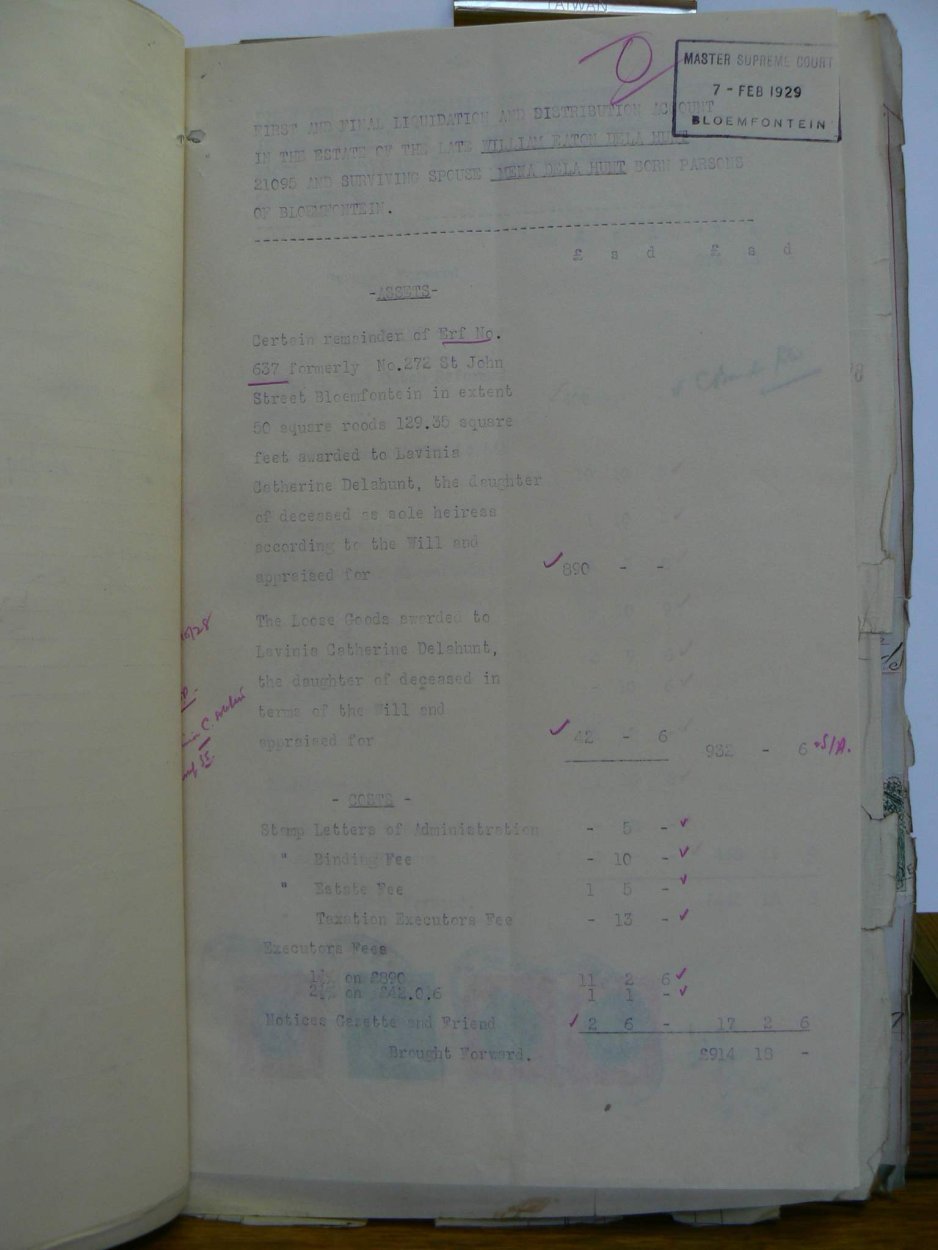 TAIWAN
MASTER SUPREME COURT
7 - FEB 1929
BLOEMFONTEIN
FIRST AND FINAL LIQUIDATION AND DISTRIBUTION ACCOUNT
IN THE ESTATE OF THE LATE WILLIAM EATON DELA HUNT
21095 AND SURVIVING SPOUSE MENA DELA HUNT BORN PARSONS
OF BLOEMFONTEIN.
£ s d £ s d
-ASSETS-
Certain remainder of Erf No.
637 formerly No.272 St John
Street Bloemfontein in extent
50 square roods 129.35 square
feet awarded to Lavinia
Catherine Delahunt, the daughter
of deceased as sole heiress
according to the Will and
appraised for 890 - -
The Loose Goods awarded to
Lavinia Catherine Delahunt,
the daughter of deceased in
terms of the Will and
appraised for 42 - 6 932 - 6 S/A.
- COSTS -
Stamp Letters of Administration - 5 -
" Binding Fee - 10 -
" Estate Fee 1 5 -
" Taxation Executors Fee - 13 -
Executors Fees
1¼% on £890 11 2 6
2½% on £42.0.6 1 1 -
Notices Gazette and Friend 2 6 - 17 2 6
Brought Forward. £914 18 -